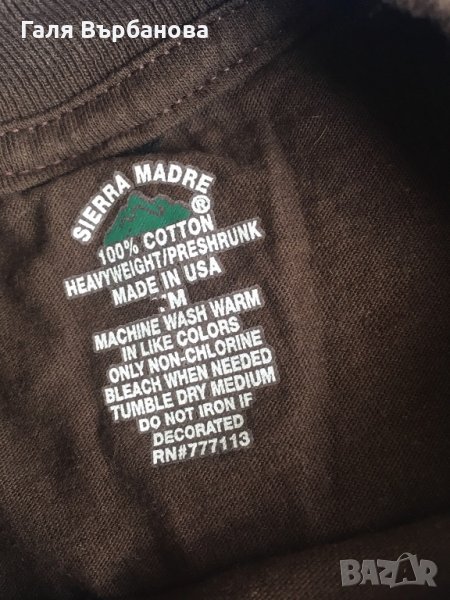 Галя Върбанова
SIERRA MADRE
®
100% COTTON
HEAVYWEIGHT/PRESHRUNK
MADE IN USA
M
MACHINE WASH WARM
IN LIKE COLORS
ONLY NON-CHLORINE
BLEACH WHEN NEEDED
TUMBLE DRY MEDIUM
DO NOT IRON IF
DECORATED
RN#777113
BAZAR